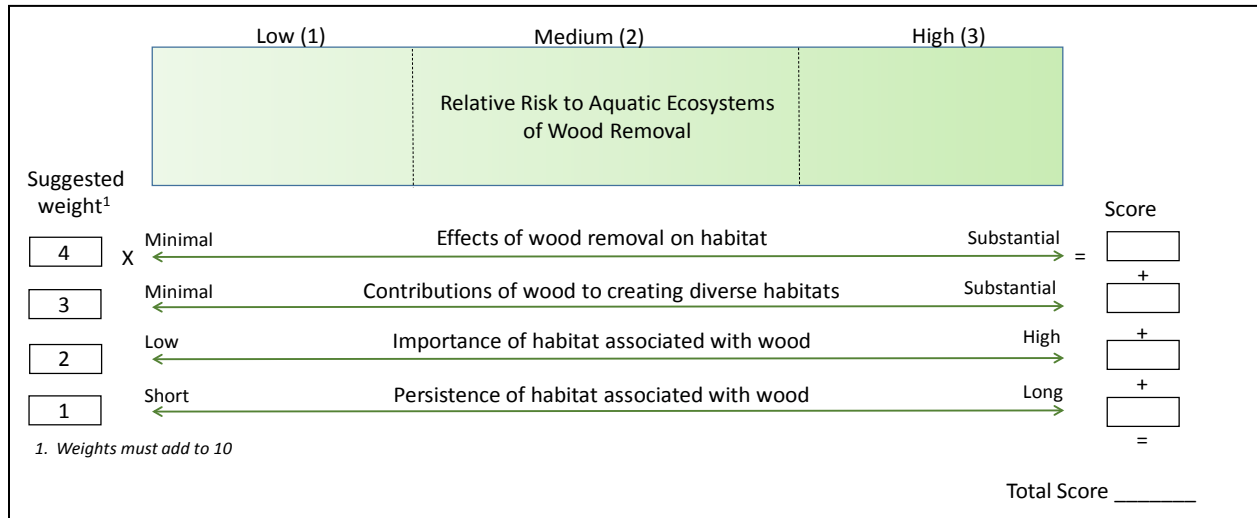 Low (1) Medium (2) High (3)
Relative Risk to Aquatic Ecosystems
of Wood Removal
Suggested
weight1
Score
4 X Minimal Effects of wood removal on habitat Substantial =
+
3 Minimal Contributions of wood to creating diverse habitats Substantial
+
2 Low Importance of habitat associated with wood High
+
1 Short Persistence of habitat associated with wood Long
=
1. Weights must add to 10
Total Score _______